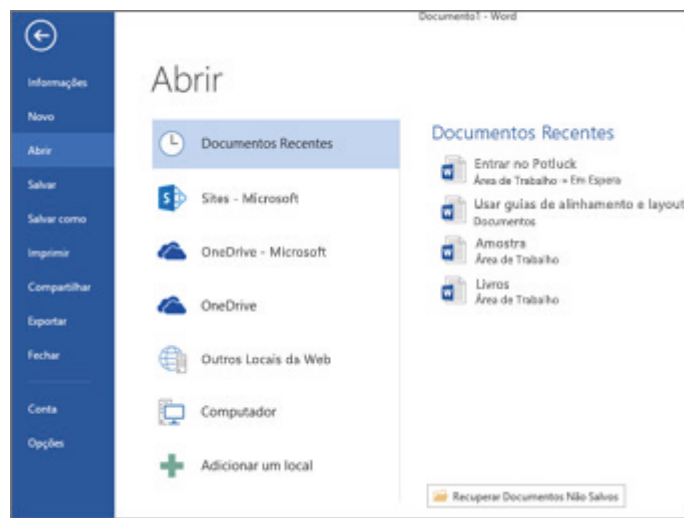 Documento1 - Word
Informações
Novo
Abrir
Salvar
Salvar como
Imprimir
Compartilhar
Exportar
Fechar
Conta
Opções
Abrir
Documentos Recentes
Sites - Microsoft
OneDrive - Microsoft
OneDrive
Outros Locais da Web
Computador
Adicionar um local
Documentos Recentes
Entrar no Potluck
Área de Trabalho » Em Espera
Usar guias de alinhamento e layout
Documentos
Amostra
Área de Trabalho
Livros
Área de Trabalho
Recuperar Documentos Não Salvos